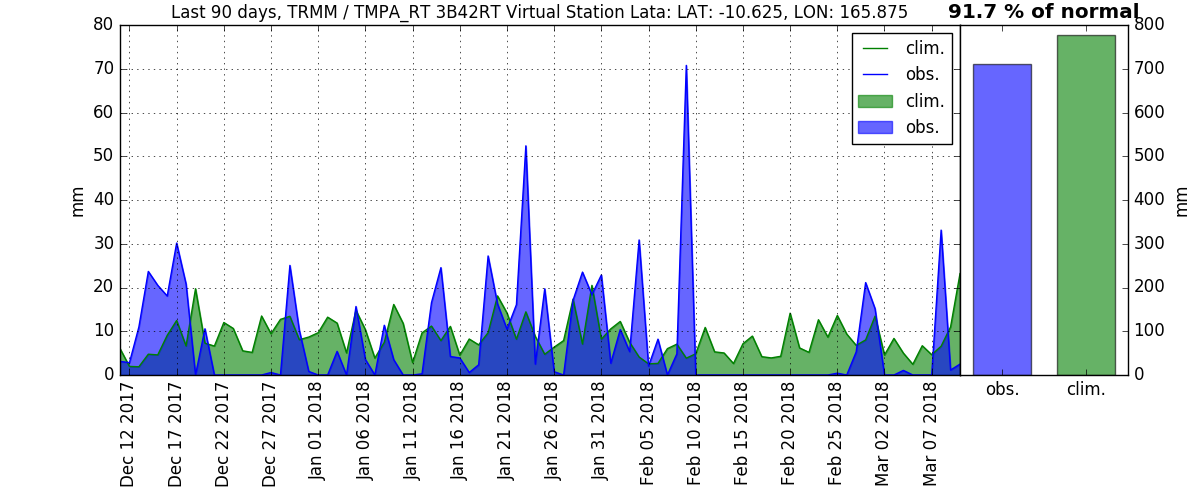 Last 90 days, TRMM / TMPA_RT 3B42RT Virtual Station Lata: LAT: -10.625, LON: 165.875
91.7 % of normal
80
70
60
50
40
30
20
10
0
mm
clim.
obs.
clim.
obs.
800
700
600
500
400
300
200
100
0
mm
obs.
clim.
Dec 12 2017
Dec 17 2017
Dec 22 2017
Dec 27 2017
Jan 01 2018
Jan 06 2018
Jan 11 2018
Jan 16 2018
Jan 21 2018
Jan 26 2018
Jan 31 2018
Feb 05 2018
Feb 10 2018
Feb 15 2018
Feb 20 2018
Feb 25 2018
Mar 02 2018
Mar 07 2018